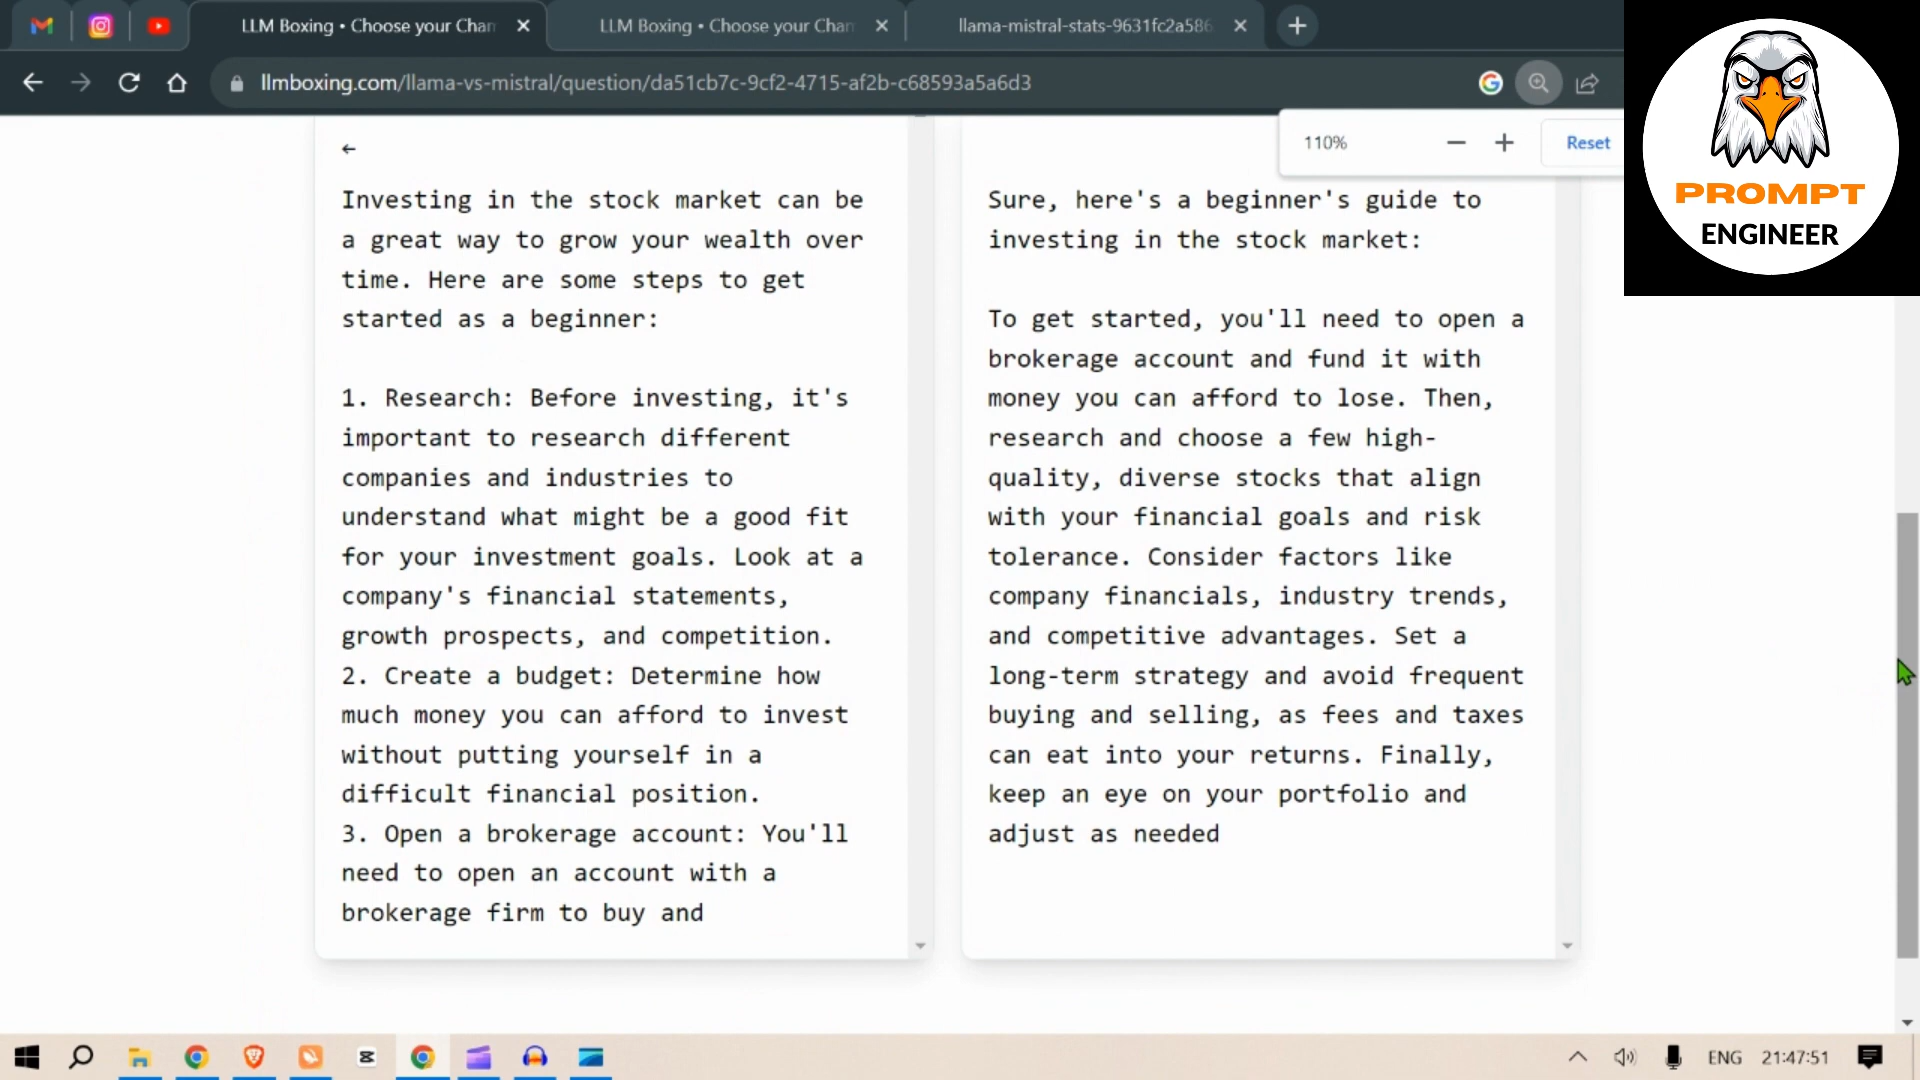 LLM Boxing • Choose your Cham
LLM Boxing • Choose your Cham
llama-mistral-stats-9631fc2a586
llmboxing.com/llama-vs-mistral/question/da51cb7c-9cf2-4715-af2b-c68593a5a6d3
110%
Reset
PROMPT
ENGINEER
Investing in the stock market can be
a great way to grow your wealth over
time. Here are some steps to get
started as a beginner:
1. Research: Before investing, it's
important to research different
companies and industries to
understand what might be a good fit
for your investment goals. Look at a
company's financial statements,
growth prospects, and competition.
2. Create a budget: Determine how
much money you can afford to invest
without putting yourself in a
difficult financial position.
3. Open a brokerage account: You'll
need to open an account with a
brokerage firm to buy and
Sure, here's a beginner's guide to
investing in the stock market:
To get started, you'll need to open a
brokerage account and fund it with
money you can afford to lose. Then,
research and choose a few high-
quality, diverse stocks that align
with your financial goals and risk
tolerance. Consider factors like
company financials, industry trends,
and competitive advantages. Set a
long-term strategy and avoid frequent
buying and selling, as fees and taxes
can eat into your returns. Finally,
keep an eye on your portfolio and
adjust as needed
ENG
21:47:51